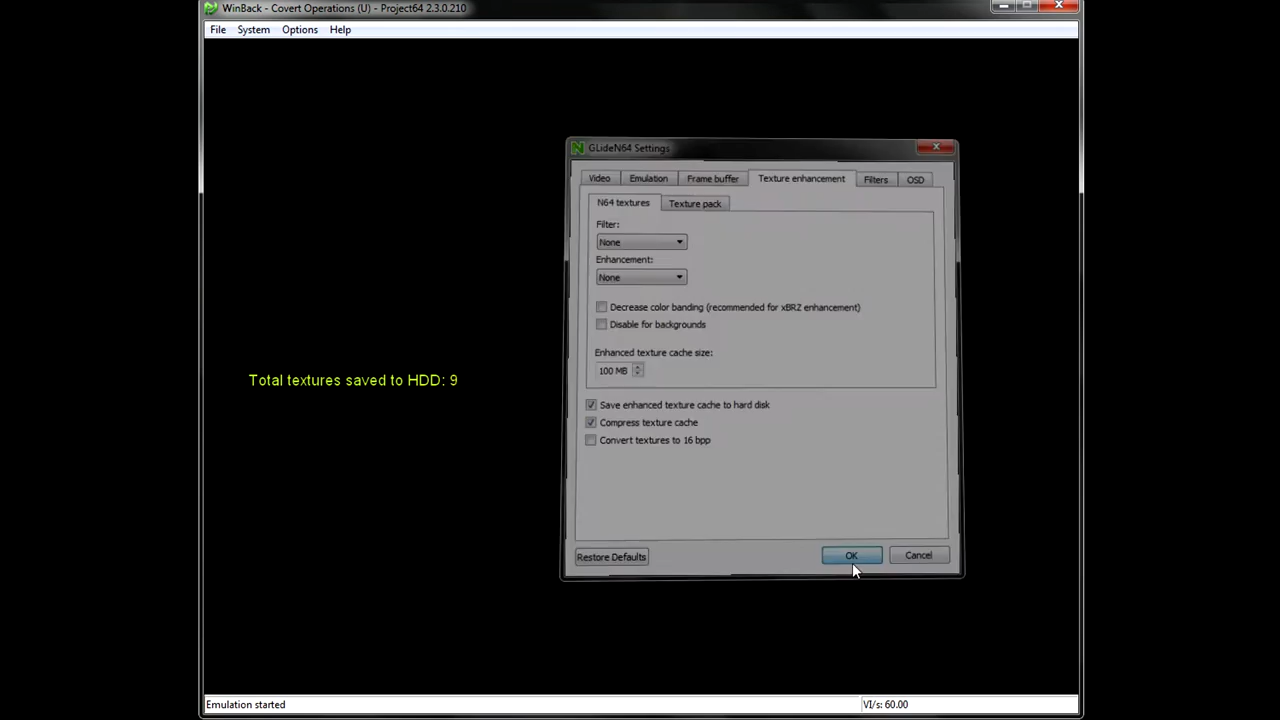 WinBack - Covert Operations (U) - Project64 2.3.0.210
File System Options Help
GLideN64 Settings
Video Emulation Frame buffer Texture enhancement Filters OSD
N64 textures Texture pack
Filter:
None
Enhancement:
None
Decrease color banding (recommended for xBRZ enhancement)
Disable for backgrounds
Enhanced texture cache size:
100 MB
Total textures saved to HDD: 9
Save enhanced texture cache to hard disk
Compress texture cache
Convert textures to 16 bpp
Restore Defaults OK Cancel
Emulation started VI/s: 60.00